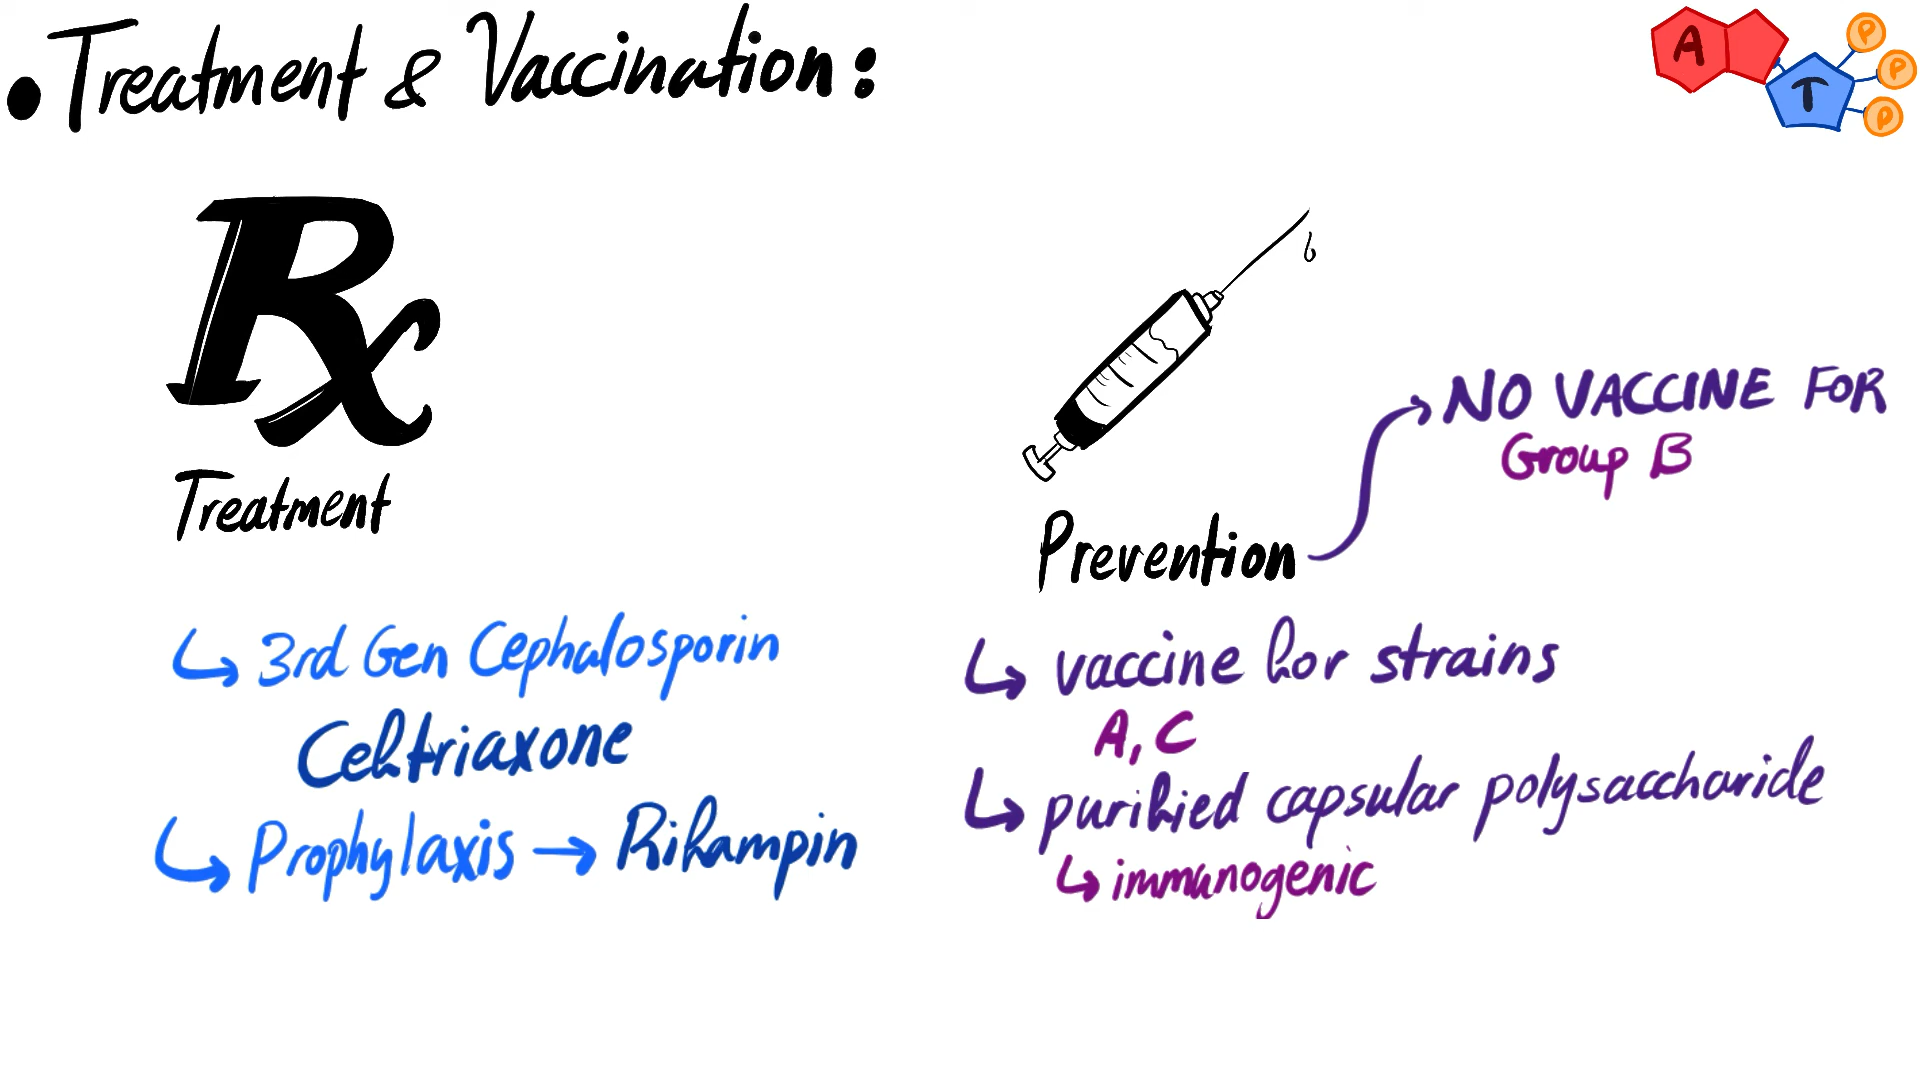 • Treatment & Vaccination:
A T P P P
Rx
Treatment
↳ 3rd Gen Cephalosporin
Ceftriaxone
↳ Prophylaxis → Rifampin
Prevention → NO VACCINE FOR
Group B
↳ vaccine for strains
A, C
↳ purified capsular polysaccharide
↳ immunogenic